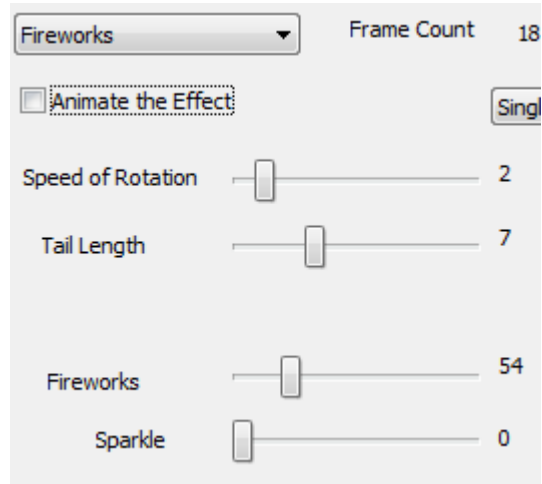 Fireworks Frame Count 18
Animate the Effect
Speed of Rotation 2
Tail Length 7
Fireworks 54
Sparkle 0